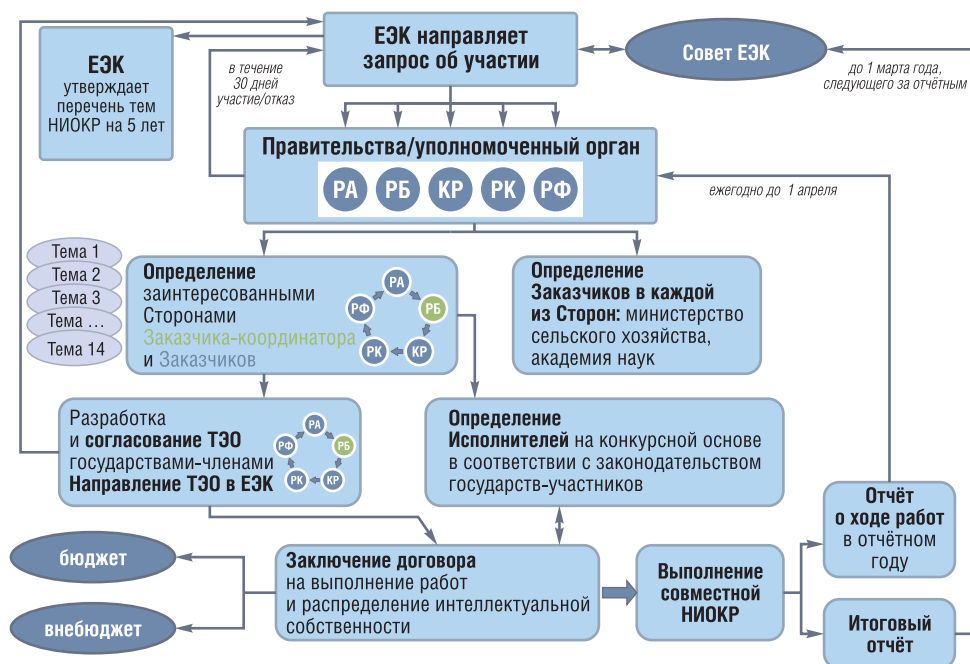 ЕЭК направляет
запрос об участии
Совет ЕЭК
ЕЭК
утверждает
перечень тем
НИОКР на 5 лет
в течение
30 дней
участие/отказ
до 1 марта года,
следующего за отчётным
Правительства/уполномоченный орган
РА РБ КР РК РФ
ежегодно до 1 апреля
Тема 1
Тема 2
Тема 3
Тема ...
Тема 14
Определение
заинтересованными
Сторонами
Заказчика-координатора
и Заказчиков
РА
РБ
КР
РК
РФ
Определение
Заказчиков в каждой
из Сторон: министерство
сельского хозяйства,
академия наук
Разработка
и согласование ТЭО
государствами-членами
Направление ТЭО в ЕЭК
РА
РБ
КР
РК
РФ
Определение
Исполнителей на конкурсной основе
в соответствии с законодательством
государств-участников
Отчёт
о ходе работ
в отчётном
году
бюджет
внебюджет
Заключение договора
на выполнение работ
и распределение интеллектуальной
собственности
Выполнение
совместной
НИОКР
Итоговый
отчёт